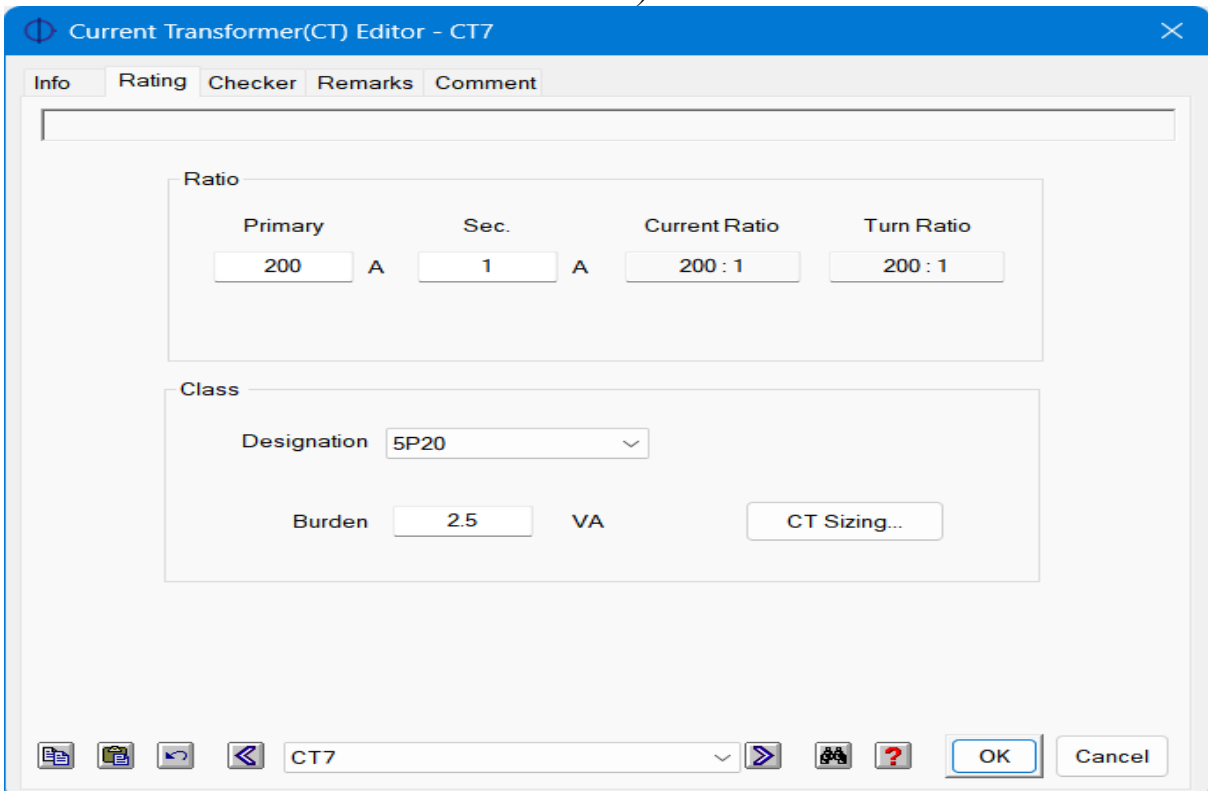 )
Current Transformer(CT) Editor - CT7
Info Rating Checker Remarks Comment
Ratio
Primary Sec. Current Ratio Turn Ratio
200 A 1 A 200 : 1 200 : 1
Class
Designation 5P20
Burden 2.5 VA CT Sizing...
CT7 ? OK Cancel